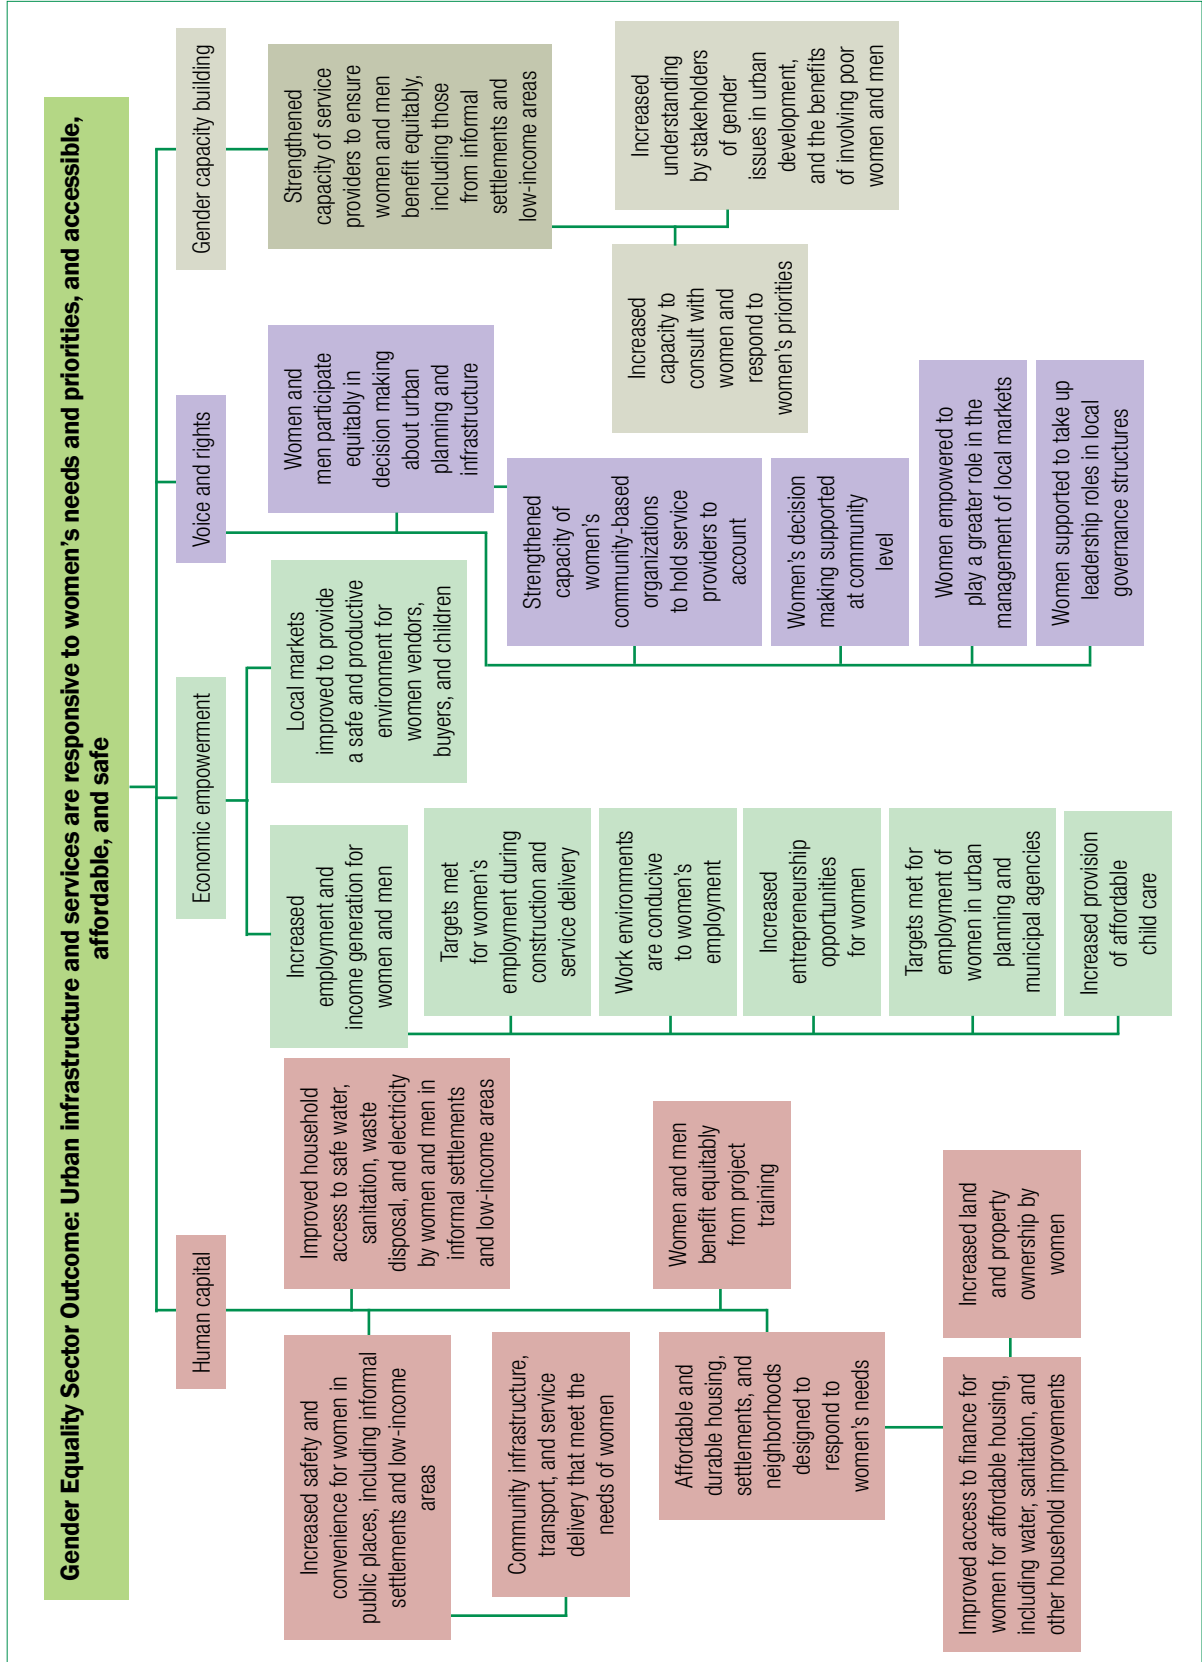 Gender Equality Sector Outcome: Urban infrastructure and services are responsive to women's needs and priorities, and accessible,
affordable, and safe
Human capital
Increased safety and
convenience for women in
public places, including informal
settlements and low-income
areas
Community infrastructure,
transport, and service
delivery that meet the
needs of women
Improved household
access to safe water,
sanitation, waste
disposal, and electricity
by women and men in
informal settlements
and low-income areas
Women and men
benefit equitably
from project
training
Affordable and
durable housing,
settlements, and
neighborhoods
designed to
respond to
women's needs
Improved access to finance for
women for affordable housing,
including water, sanitation, and
other household improvements
Increased land
and property
ownership by
women
Economic empowerment
Increased
employment and
income generation for
women and men
Targets met
for women's
employment during
construction and
service delivery
Work environments
are conducive
to women's
employment
Increased
entrepreneurship
opportunities
for women
Targets met for
employment of
women in urban
planning and
municipal agencies
Increased provision
of affordable
child care
Local markets
improved to provide
a safe and productive
environment for
women vendors,
buyers, and children
Voice and rights
Women and
men participate
equitably in
decision making
about urban
planning and
infrastructure
Strengthened
capacity of
women's
community-based
organizations
to hold service
providers to
account
Women's decision
making supported
at community
level
Women empowered to
play a greater role in the
management of local markets
Women supported to take up
leadership roles in local
governance structures
Gender capacity building
Strengthened
capacity of service
providers to ensure
women and men
benefit equitably,
including those
from informal
settlements and
low-income areas
Increased
capacity to
consult with
women and
respond to
women's priorities
Increased
understanding
by stakeholders
of gender
issues in urban
development,
and the benefits
of involving poor
women and men